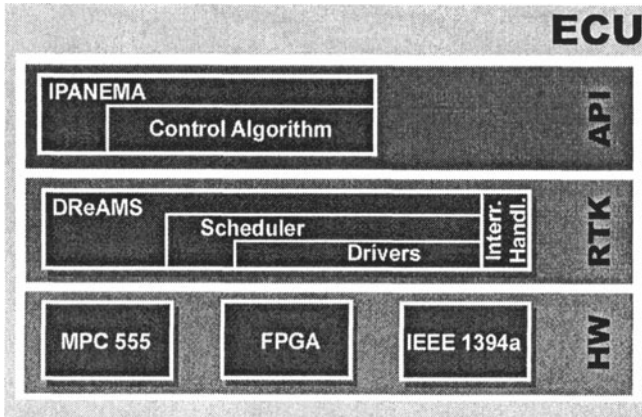 ECU
IPANEMA
Control Algorithm
API
DReAMS
Scheduler
Drivers
Interr.
Handl.
RTK
MPC 555
FPGA
IEEE 1394a
HW